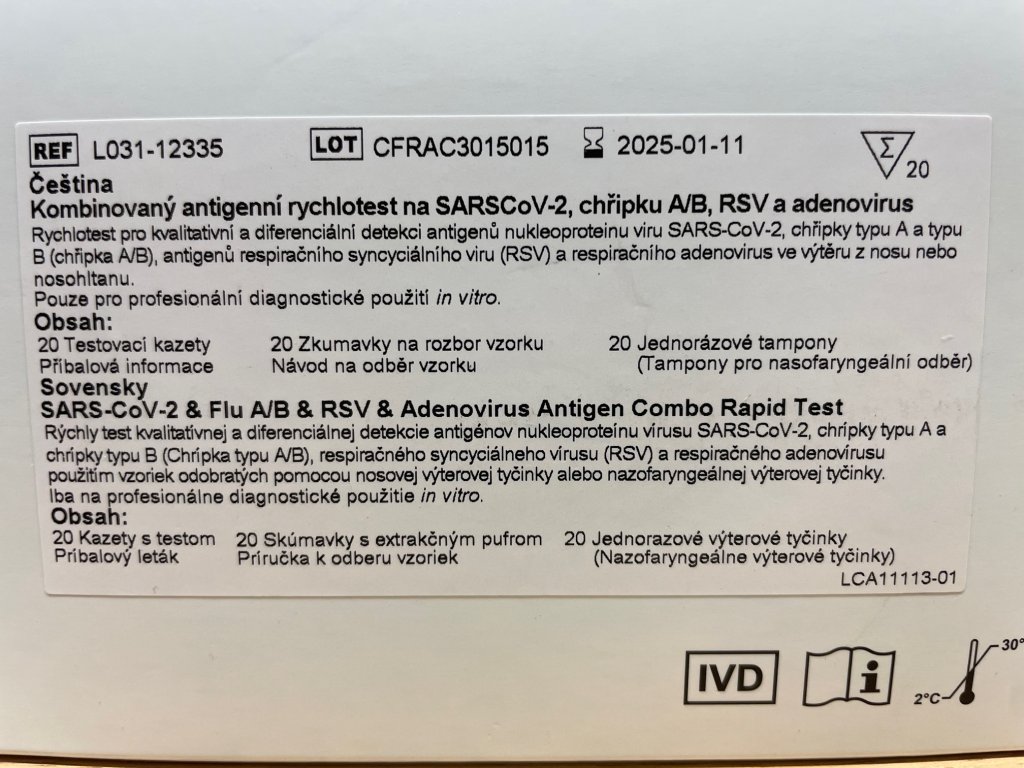 REF L031-12335 LOT CFRAC3015015 2025-01-11 Σ 20
Čeština
Kombinovaný antigenní rychlotest na SARSCoV-2, chřipku A/B, RSV a adenovirus
Rychlotest pro kvalitativní a diferenciální detekci antigenů nukleoproteinu viru SARS-CoV-2, chřipky typu A a typu
B (chřipka A/B), antigenů respiračního syncyciálního viru (RSV) a respiračního adenovirus ve výtěru z nosu nebo
nosohltanu.
Pouze pro profesionální diagnostické použití in vitro.
Obsah:
20 Testovací kazety 20 Zkumavky na rozbor vzorku 20 Jednorázové tampony
Příbalová informace Návod na odběr vzorku (Tampony pro nasofaryngeální odběr)
Sovensky
SARS-CoV-2 & Flu A/B & RSV & Adenovirus Antigen Combo Rapid Test
Rýchly test kvalitatívnej a diferenciálnej detekcie antigénov nukleoproteínu vírusu SARS-CoV-2, chrípky typu A a
chrípky typu B (Chrípka typu A/B), respiračného syncyciálneho vírusu (RSV) a respiračného adenovírusu
použitím vzoriek odobratých pomocou nosovej výterovej tyčinky alebo nazofaryngeálnej výterovej tyčinky.
Iba na profesionálne diagnostické použitie in vitro.
Obsah:
20 Kazety s testom 20 Skúmavky s extrakčným pufrom 20 Jednorazové výterové tyčinky
Príbalový leták Príručka k odberu vzoriek (Nazofaryngeálne výterové tyčinky)
LCA11113-01
IVD i 2°C 30°